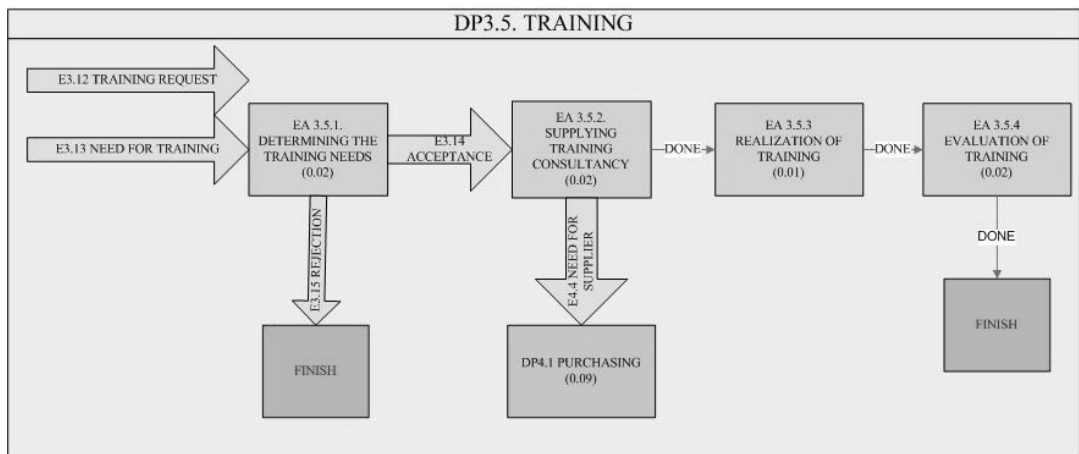 DP3.5. TRAINING
E3.12 TRAINING REQUEST
E3.13 NEED FOR TRAINING
EA 3.5.1.
DETERMINING THE
TRAINING NEEDS
(0.02)
E3.14
ACCEPTANCE
EA 3.5.2.
SUPPLYING
TRAINING
CONSULTANCY
(0.02)
DONE
EA 3.5.3
REALIZATION OF
TRAINING
(0.01)
DONE
EA 3.5.4
EVALUATION OF
TRAINING
(0.02)
E3.15 REJECTION
E4.4 NEED FOR
SUPPLIER
DONE
FINISH
DP4.1 PURCHASING
(0.09)
FINISH